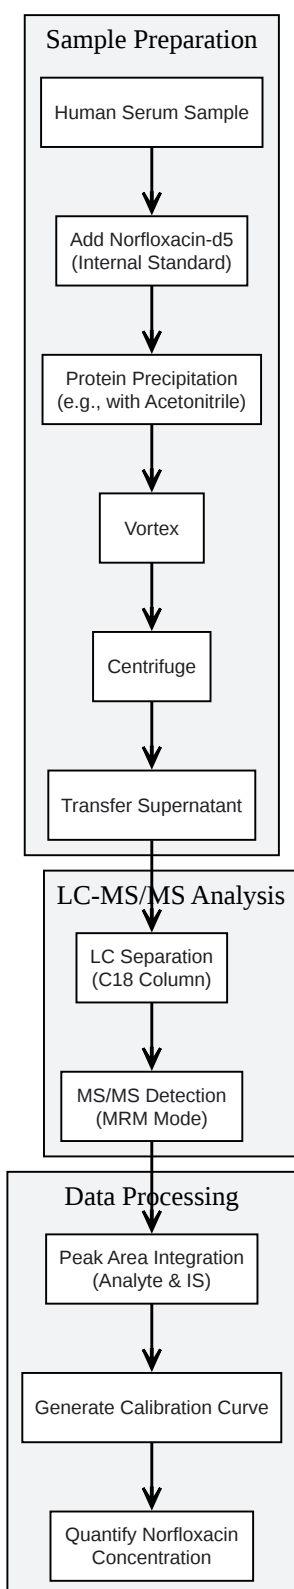 Sample Preparation
Human Serum Sample
Add Norfloxacin-d5
(Internal Standard)
Protein Precipitation
(e.g., with Acetonitrile)
Vortex
Centrifuge
Transfer Supernatant
LC-MS/MS Analysis
LC Separation
(C18 Column)
MS/MS Detection
(MRM Mode)
Data Processing
Peak Area Integration
(Analyte & IS)
Generate Calibration Curve
Quantify Norfloxacin
Concentration